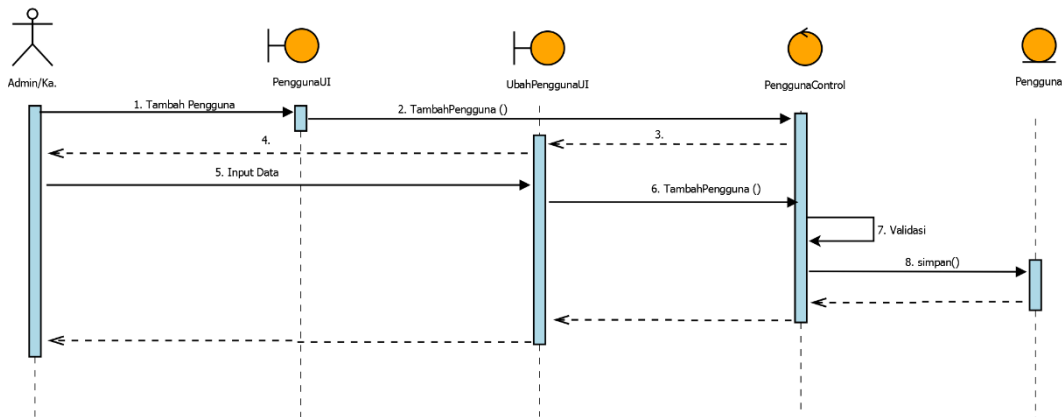 Admin/Ka.
PenggunaUI
UbahPenggunaUI
PenggunaControl
Pengguna
1. Tambah Pengguna
2. TambahPengguna ()
3.
4.
5. Input Data
6. TambahPengguna ()
7. Validasi
8. simpan()